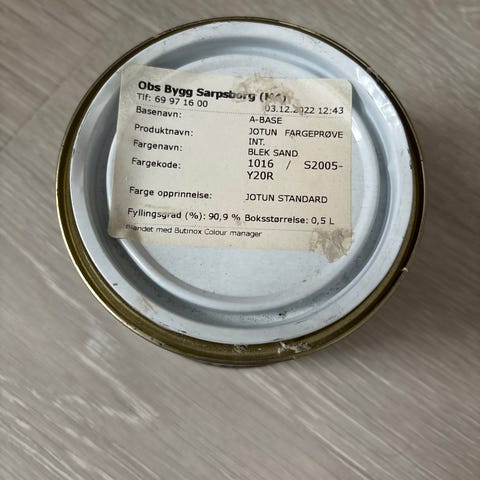 Obs Bygg Sarpsborg
Tlf: 69 97 16 00 03.12.2022 12:43
Basenavn: A-BASE
Produktnavn: JOTUN FARGEPRØVE INT.
Fargenavn: BLEK SAND
Fargekode: 1016 / S2005-Y20R
Farge opprinnelse: JOTUN STANDARD
Fyllingsgrad (%): 90,9 % Boksstørrelse: 0,5 L
Blandet med Butinox Colour manager